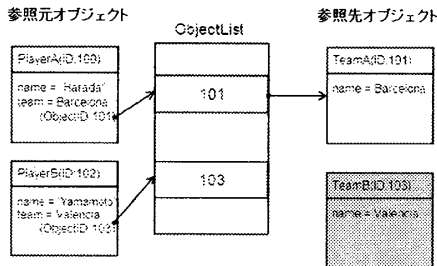 参照元オブジェクト
PlayerA(ID:100)
name = "Harada"
team = Barcelona
(ObjectID:101)
PlayerB(ID:102)
name = "Yamamoto"
team = Valencia
(ObjectID:103)
ObjectList
101
103
参照先オブジェクト
TeamA(ID:101)
name = Barcelona
TeamB(ID:103)
name = Valencia